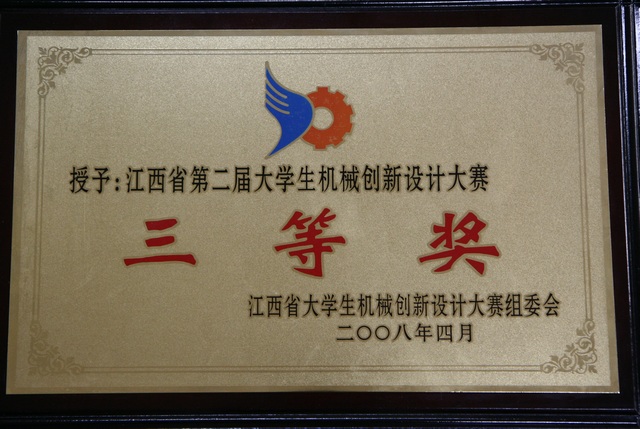 授予:江西省第二届大学生机械创新设计大赛
三等奖
江西省大学生机械创新设计大赛组委会
二〇〇八年四月